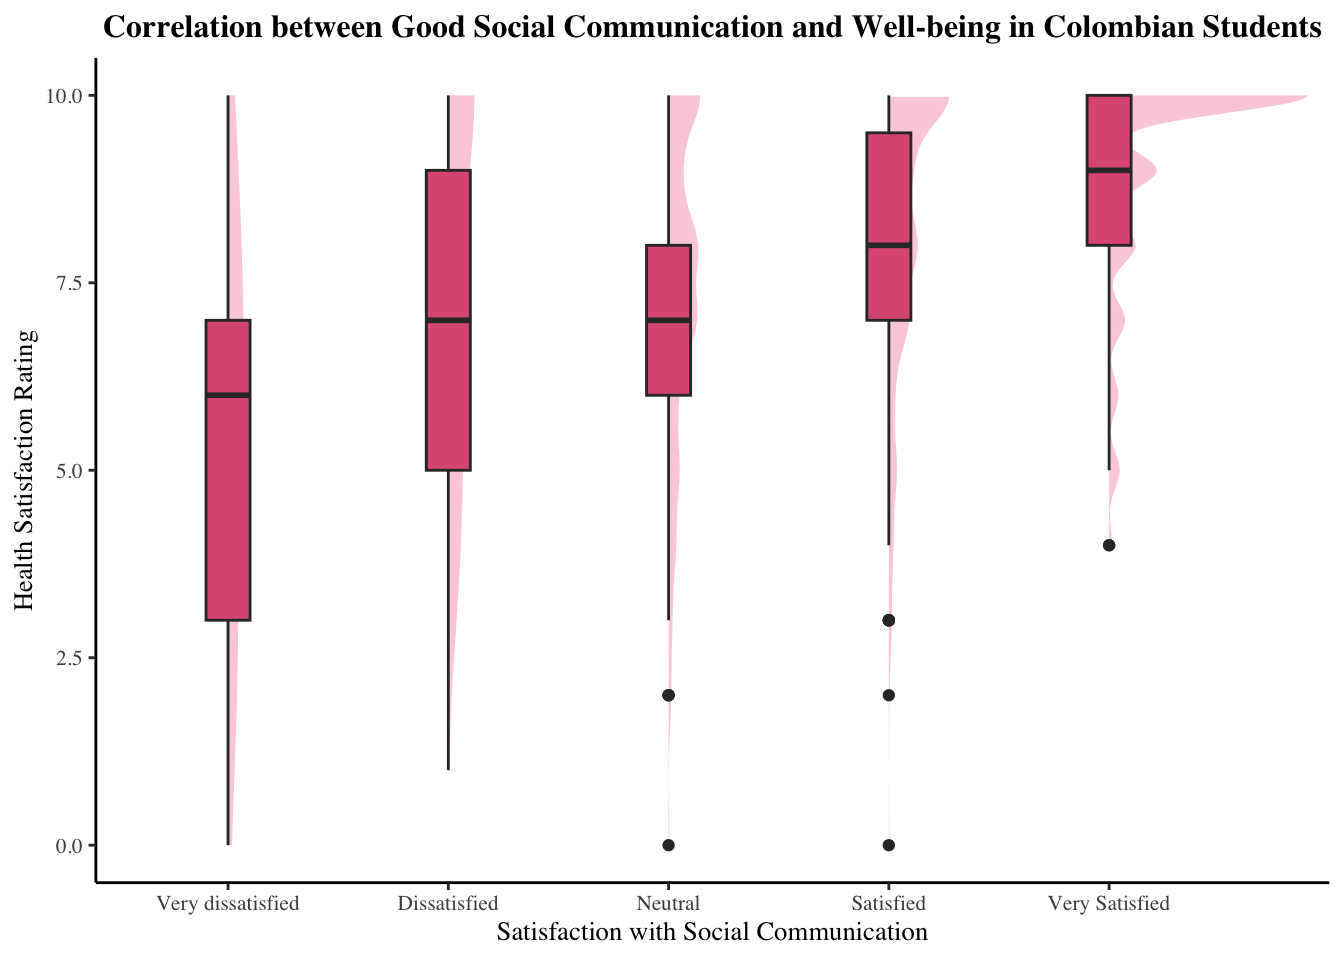 Correlation between Good Social Communication and Well-being in Colombian Students
Health Satisfaction Rating
10.0
7.5
5.0
2.5
0.0
Very dissatisfied Dissatisfied Neutral Satisfied Very Satisfied
Satisfaction with Social Communication